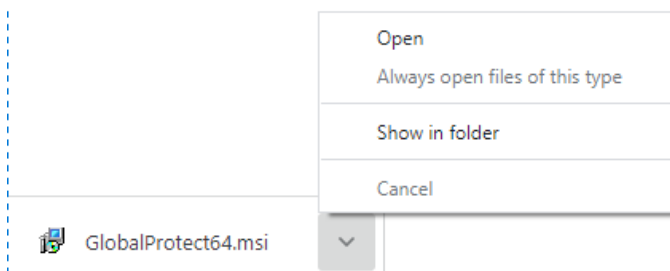 Open
Always open files of this type
Show in folder
Cancel
GlobalProtect64.msi